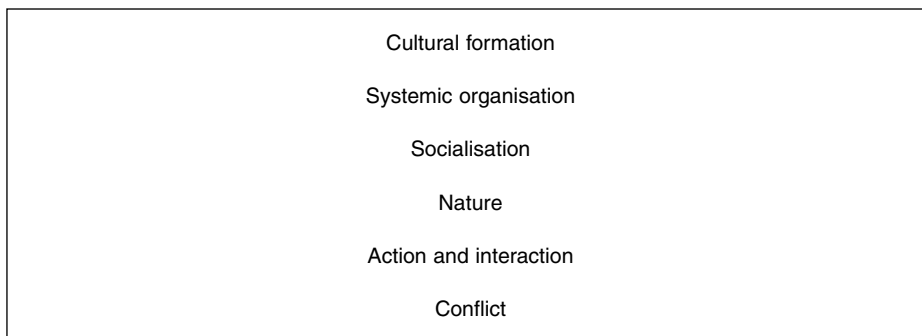 Cultural formation
Systemic organisation
Socialisation
Nature
Action and interaction
Conflict